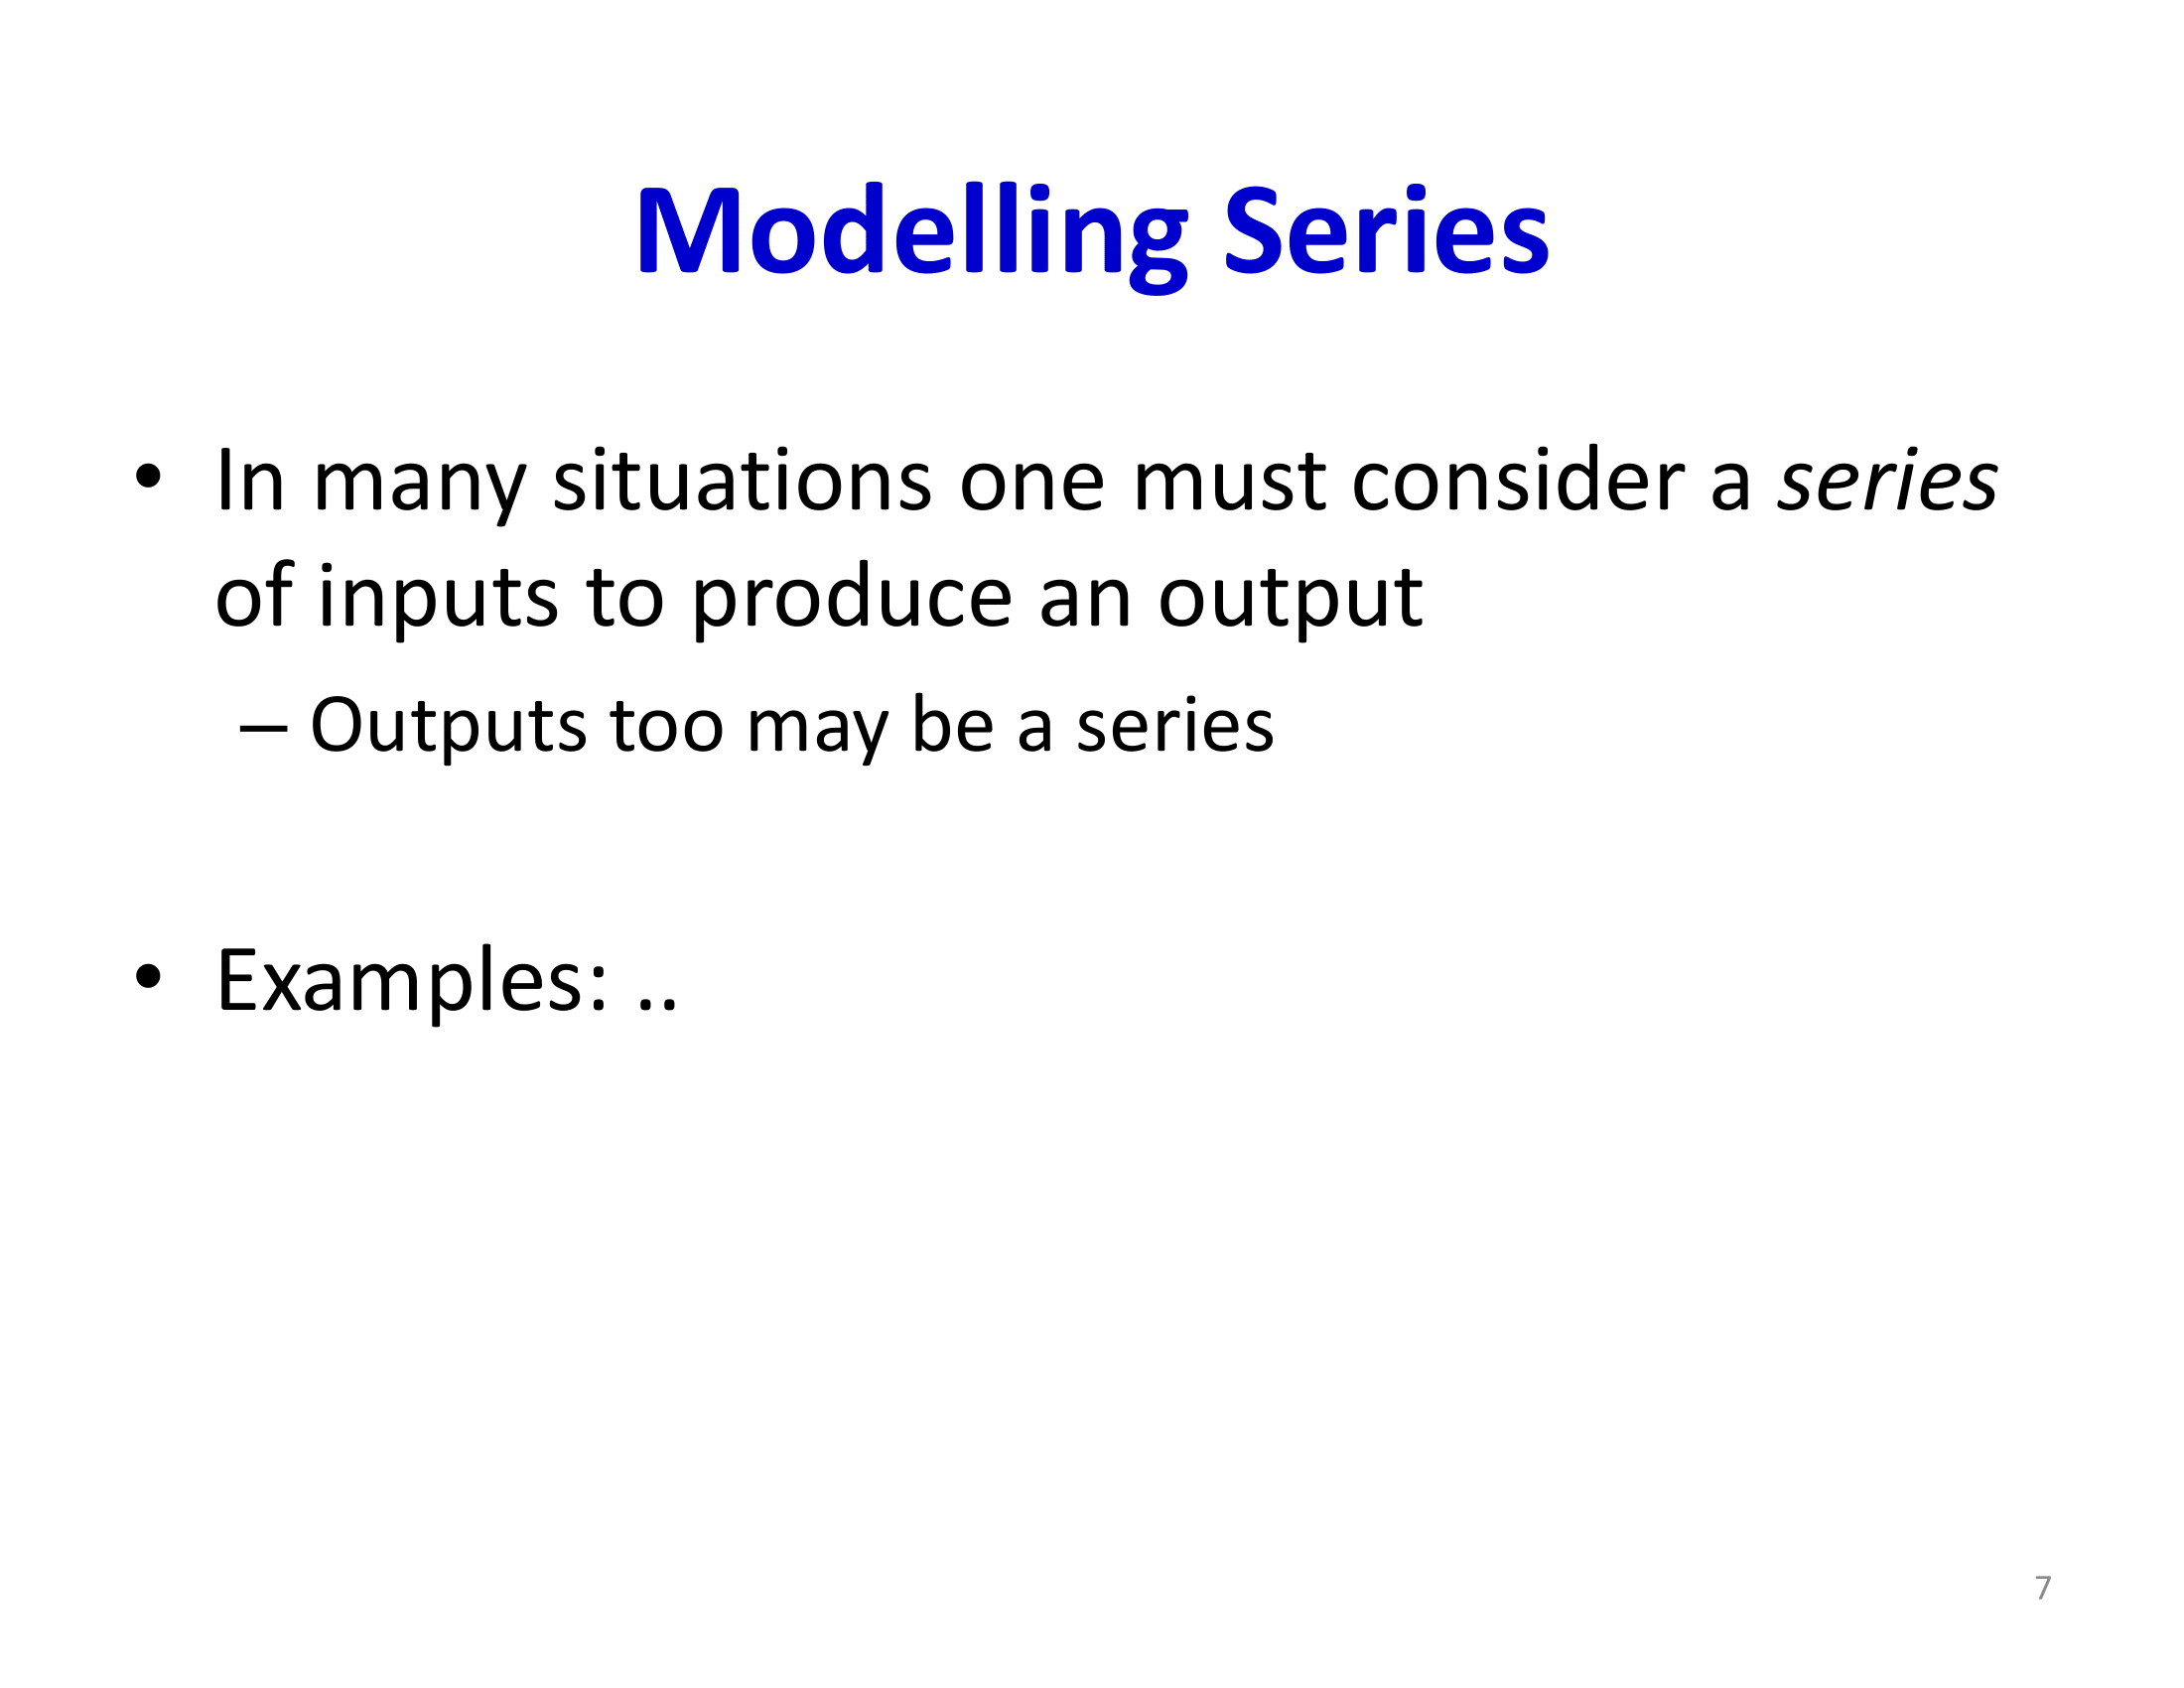 Modelling Series
• In many situations one must consider a series
of inputs to produce an output
– Outputs too may be a series
• Examples: ..
7